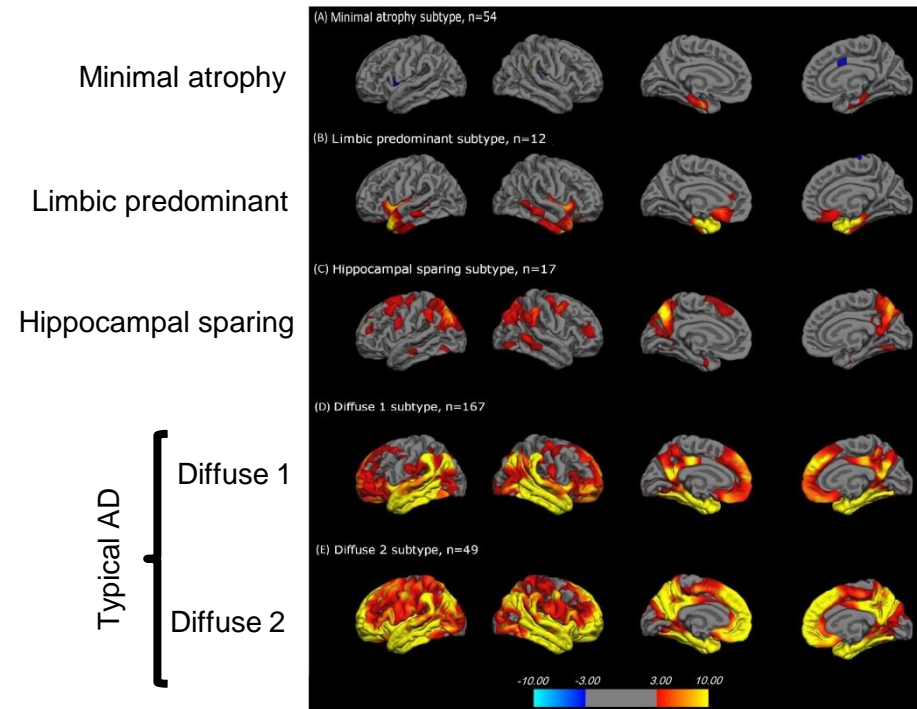 (A) Minimal atrophy subtype, n=54
Minimal atrophy
(B) Limbic predominant subtype, n=12
Limbic predominant
(C) Hippocampal sparing subtype, n=17
Hippocampal sparing
(D) Diffuse 1 subtype, n=167
Diffuse 1
Typical AD
(E) Diffuse 2 subtype, n=49
Diffuse 2
-10.00 -3.00 3.00 10.00